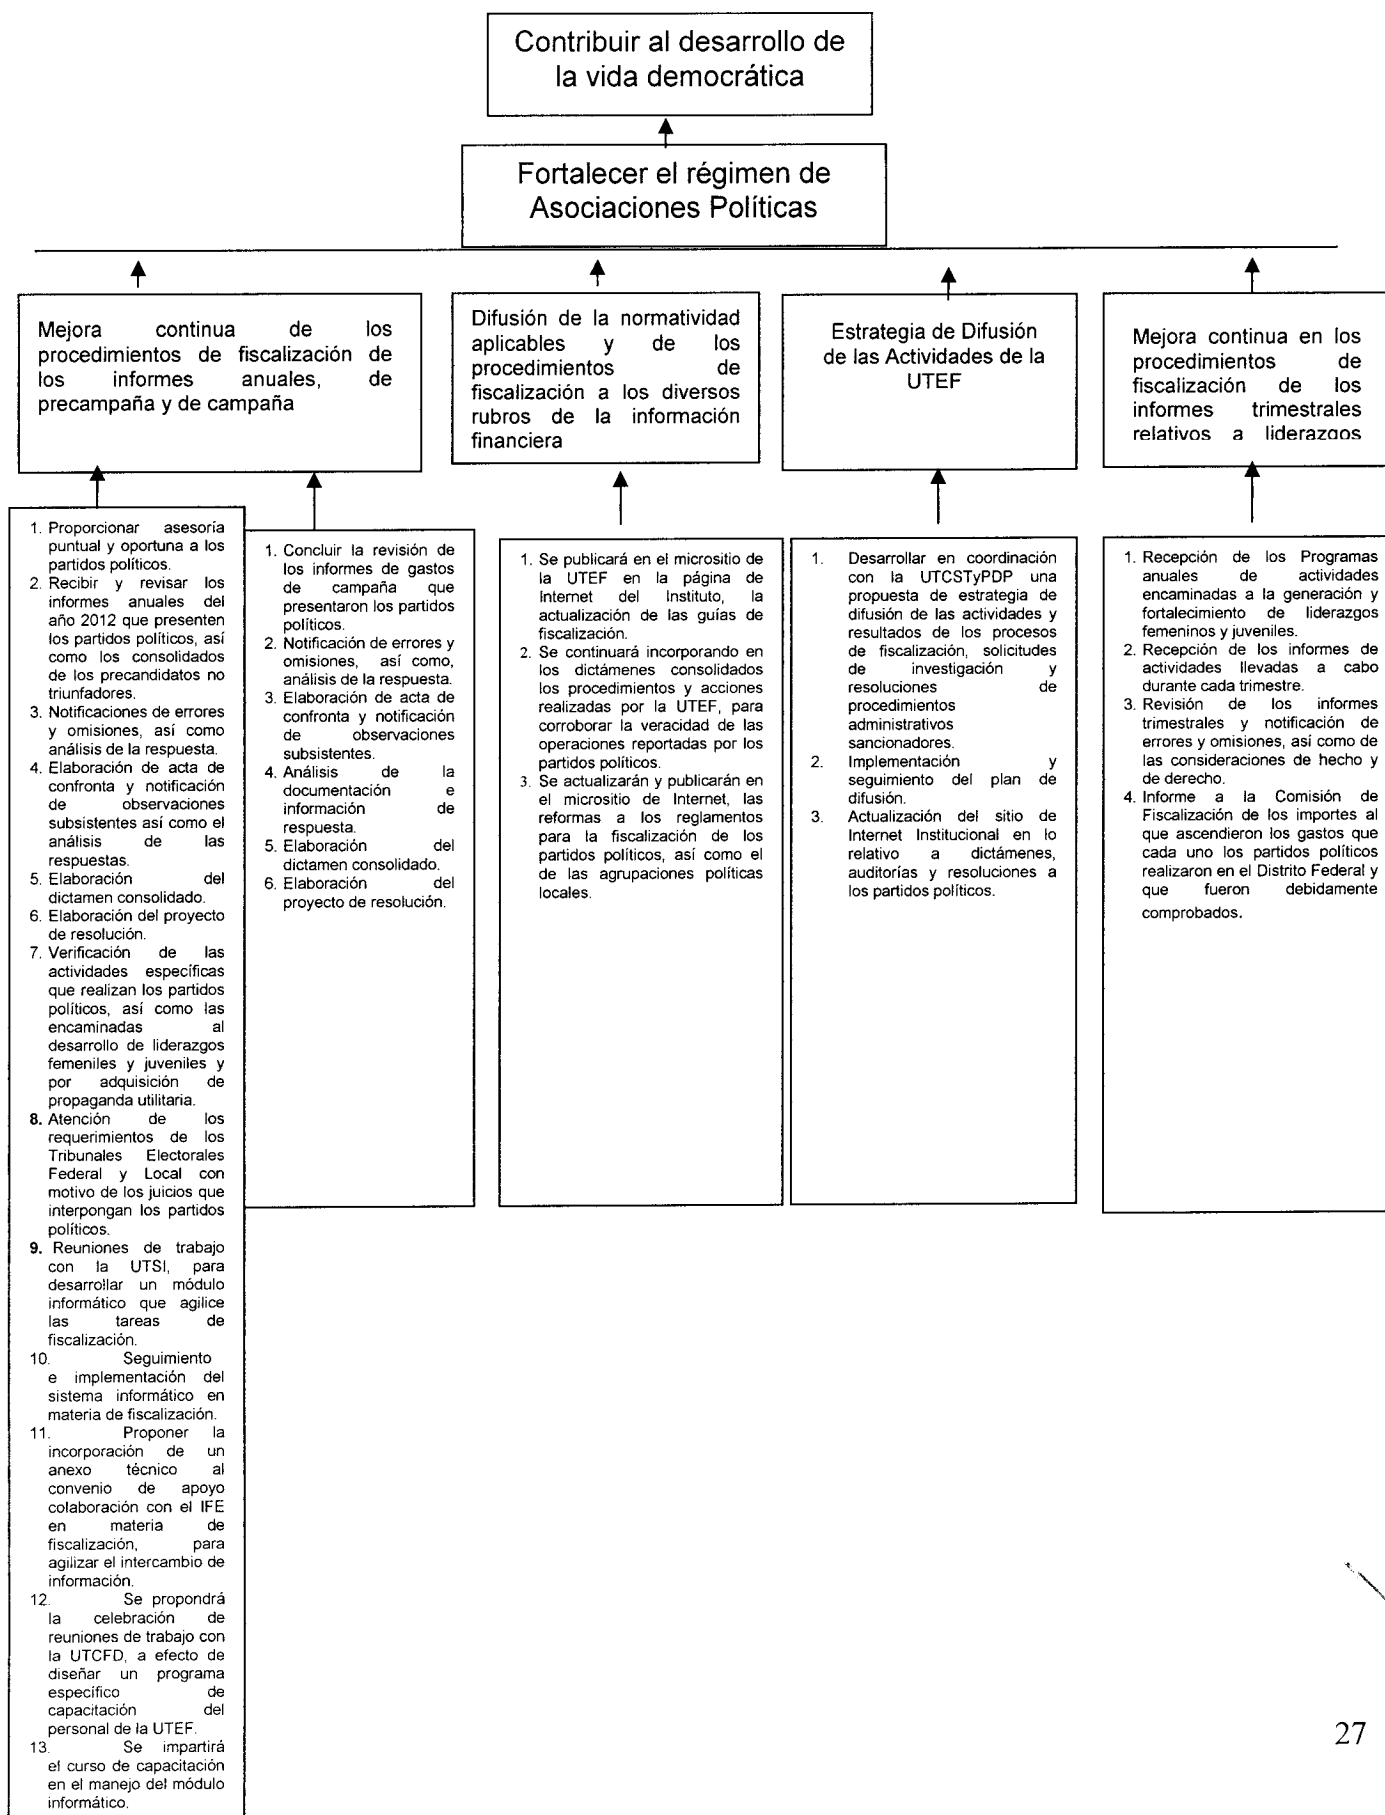 Contribuir al desarrollo de
la vida democrática
Fortalecer el régimen de
Asociaciones Políticas
Mejora continua de los
procedimientos de fiscalización de
los informes anuales, de
precampaña y de campaña
Difusión de la normatividad
aplicables y de los
procedimientos de
fiscalización a los diversos
rubros de la información
financiera
Estrategia de Difusión
de las Actividades de la
UTEF
Mejora continua en los
procedimientos de
fiscalización de los
informes trimestrales
relativos a liderazgos
1. Proporcionar asesoría
puntual y oportuna a los
partidos políticos.
2. Recibir y revisar los
informes anuales del
año 2012 que presenten
los partidos políticos, así
como los consolidados
de los precandidatos no
triunfadores.
3. Notificaciones de errores
y omisiones, así como
análisis de la respuesta.
4. Elaboración de acta de
confronta y notificación
de observaciones
subsistentes así como el
análisis de las
respuestas.
5. Elaboración del
dictamen consolidado.
6. Elaboración del proyecto
de resolución.
7. Verificación de las
actividades específicas
que realizan los partidos
políticos, así como las
encaminadas al
desarrollo de liderazgos
femeniles y juveniles y
por adquisición de
propaganda utilitaria.
8. Atención de los
requerimientos de los
Tribunales Electorales
Federal y Local con
motivo de los juicios que
interpongan los partidos
políticos.
9. Reuniones de trabajo
con la UTSI, para
desarrollar un módulo
informático que agilice
las tareas de
fiscalización.
10. Seguimiento
e implementación del
sistema informático en
materia de fiscalización.
11. Proponer la
incorporación de un
anexo técnico al
convenio de apoyo
colaboración con el IFE
en materia de
fiscalización, para
agilizar el intercambio de
información.
12. Se propondrá
la celebración de
reuniones de trabajo con
la UTCFD, a efecto de
diseñar un programa
específico de
capacitación del
personal de la UTEF.
13. Se impartirá
el curso de capacitación
en el manejo del módulo
informático.
1. Concluir la revisión de
los informes de gastos
de campaña que
presentaron los partidos
políticos.
2. Notificación de errores y
omisiones, así como,
análisis de la respuesta.
3. Elaboración de acta de
confronta y notificación
de observaciones
subsistentes.
4. Análisis de la
documentación e
información de
respuesta.
5. Elaboración del
dictamen consolidado.
6. Elaboración del
proyecto de resolución.
1. Se publicará en el micrositio de
la UTEF en la página de
Internet del Instituto, la
actualización de las guías de
fiscalización.
2. Se continuará incorporando en
los dictámenes consolidados
los procedimientos y acciones
realizadas por la UTEF, para
corroborar la veracidad de las
operaciones reportadas por los
partidos políticos.
3. Se actualizarán y publicarán en
el micrositio de Internet, las
reformas a los reglamentos
para la fiscalización de los
partidos políticos, así como el
de las agrupaciones políticas
locales.
1. Desarrollar en coordinación
con la UTCSTyPDP una
propuesta de estrategia de
difusión de las actividades y
resultados de los procesos
de fiscalización, solicitudes
de investigación y
resoluciones de
procedimientos
administrativos
sancionadores.
2. Implementación y
seguimiento del plan de
difusión.
3. Actualización del sitio de
Internet Institucional en lo
relativo a dictámenes,
auditorías y resoluciones a
los partidos políticos.
1. Recepción de los Programas
anuales de actividades
encaminadas a la generación y
fortalecimiento de liderazgos
femeninos y juveniles.
2. Recepción de los informes de
actividades llevadas a cabo
durante cada trimestre.
3. Revisión de los informes
trimestrales y notificación de
errores y omisiones, así como de
las consideraciones de hecho y
de derecho.
4. Informe a la Comisión de
Fiscalización de los importes al
que ascendieron los gastos que
cada uno los partidos políticos
realizaron en el Distrito Federal y
que fueron debidamente
comprobados.
27